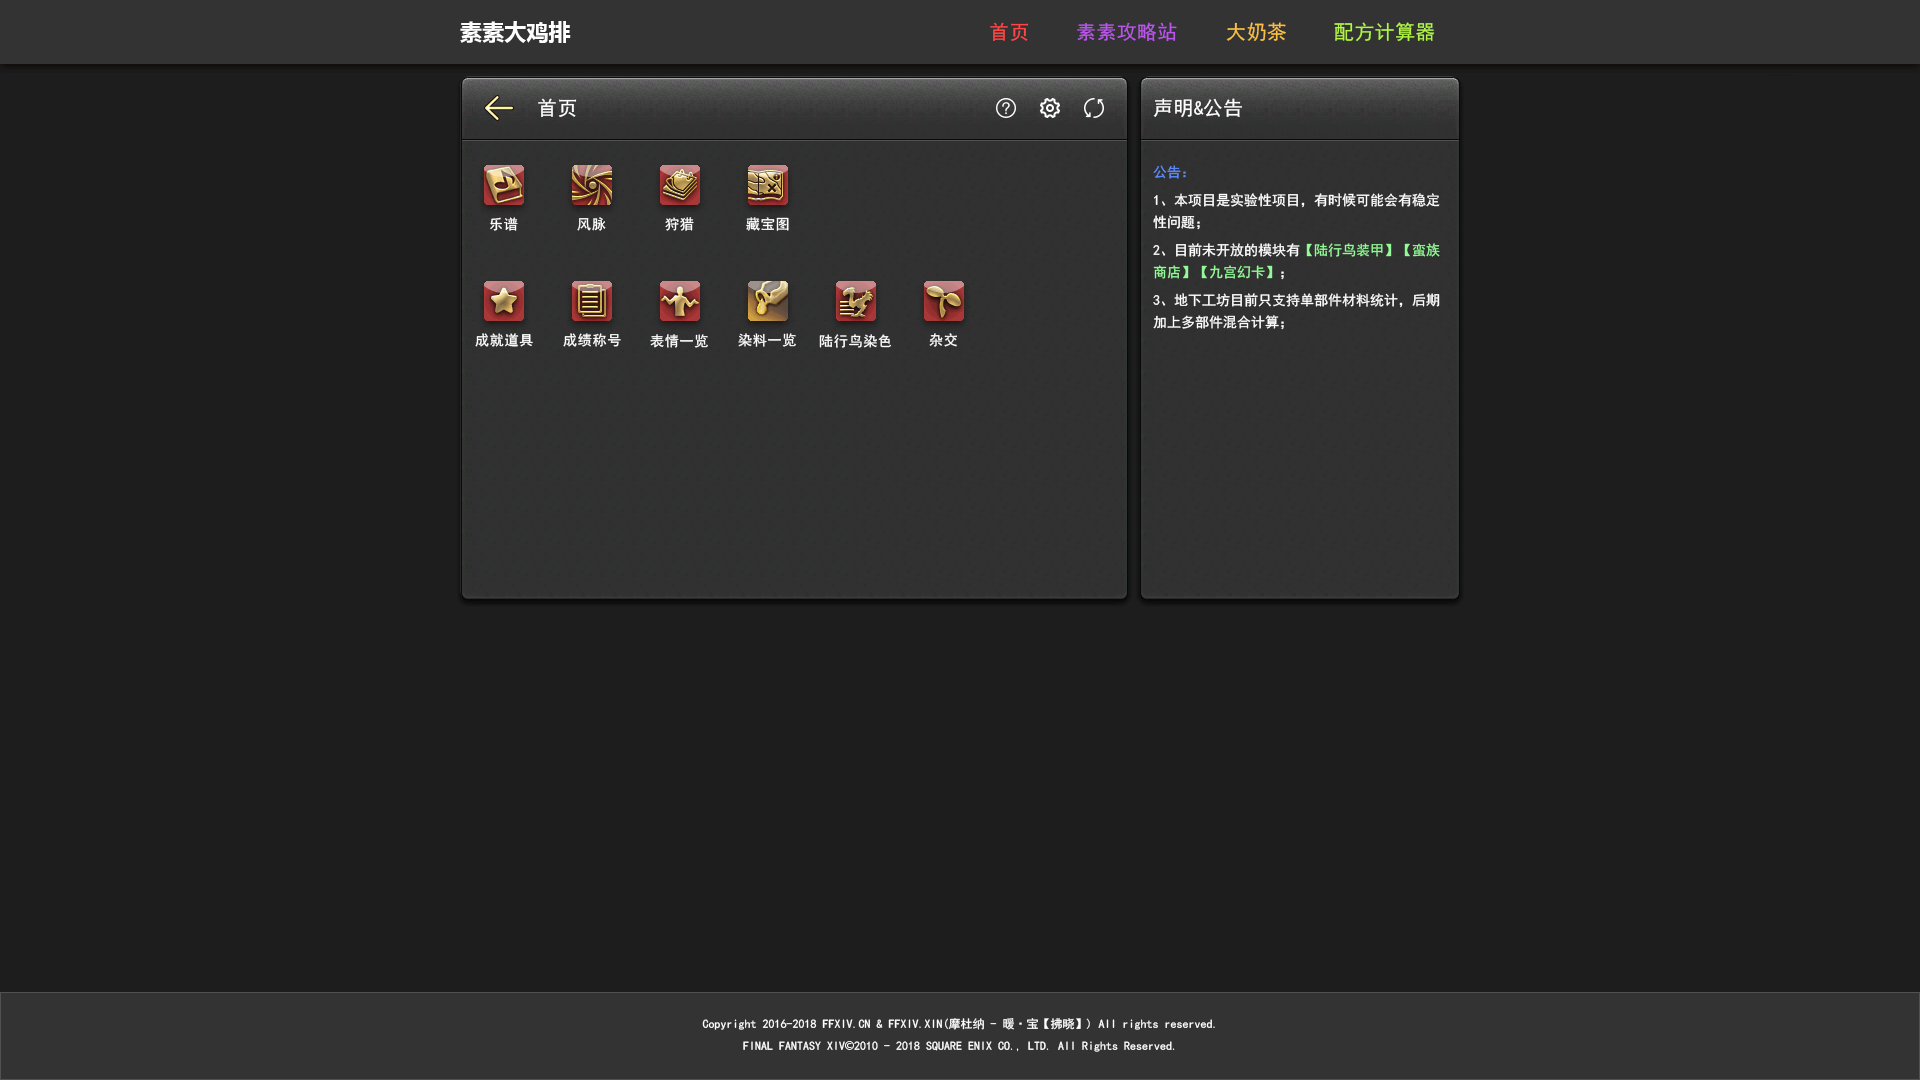 素素大鸡排
首页 素素攻略站 大奶茶 配方计算器
首页
声明&公告
乐谱 风脉 狩猎 藏宝图
成就道具 成绩称号 表情一览 染料一览 陆行鸟染色 杂交
公告:
1、本项目是实验性项目，有时候可能会有稳定
性问题；
2、目前未开放的模块有【陆行鸟装甲】【蛮族
商店】【九宫幻卡】；
3、地下工坊目前只支持单部件材料统计，后期
加上多部件混合计算；
Copyright 2016-2018 FFXIV.CN & FFXIV.XIN(摩杜纳 - 暖·宝【拂晓】) All rights reserved.
FINAL FANTASY XIV©2010 - 2018 SQUARE ENIX CO., LTD. All Rights Reserved.